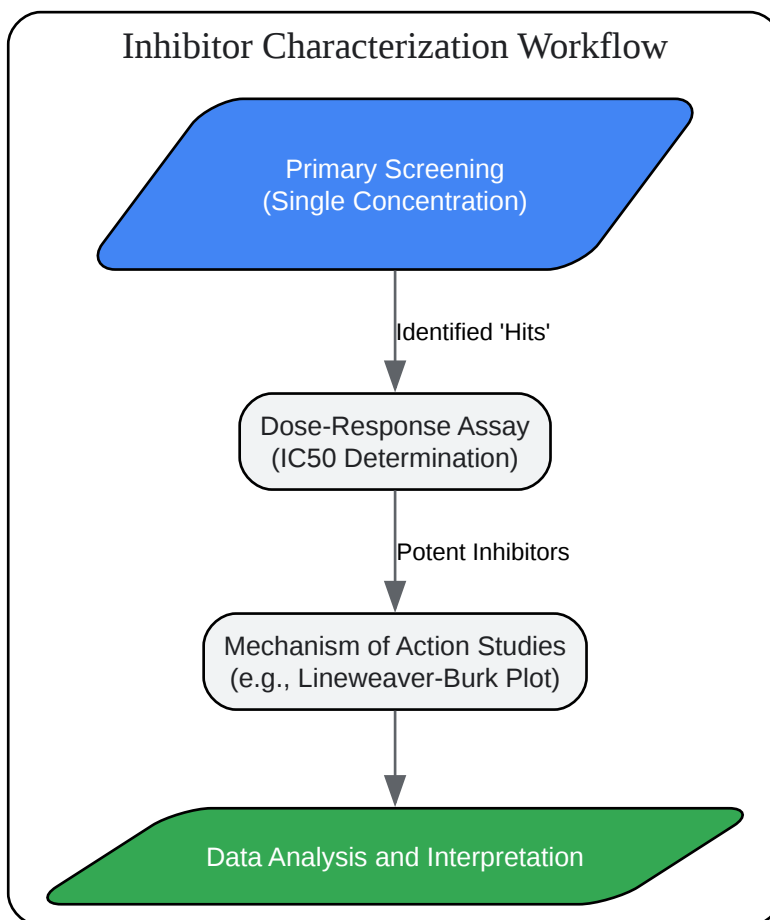 Inhibitor Characterization Workflow
Primary Screening
(Single Concentration)
Identified 'Hits'
Dose-Response Assay
(IC50 Determination)
Potent Inhibitors
Mechanism of Action Studies
(e.g., Lineweaver-Burk Plot)
Data Analysis and Interpretation